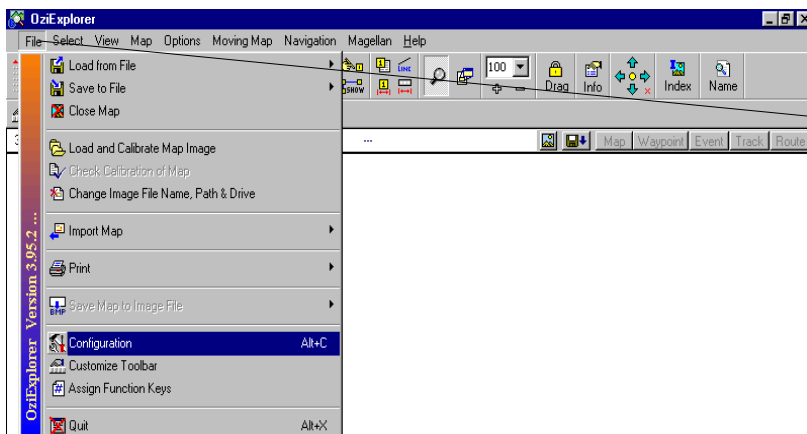 OziExplorer
File Select View Map Options Moving Map Navigation Magellan Help
Load from File
Save to File
Close Map
SHOW LINE 100 Drag Info Index Name
Load and Calibrate Map Image
Check Calibration of Map
Change Image File Name, Path & Drive
Import Map
Print
Save Map to Image File
BMP
Configuration Alt+C
Customize Toolbar
Assign Function Keys
Quit Alt+X
... Map Waypoint Event Track Route
OziExplorer Version 3.95.2 ...